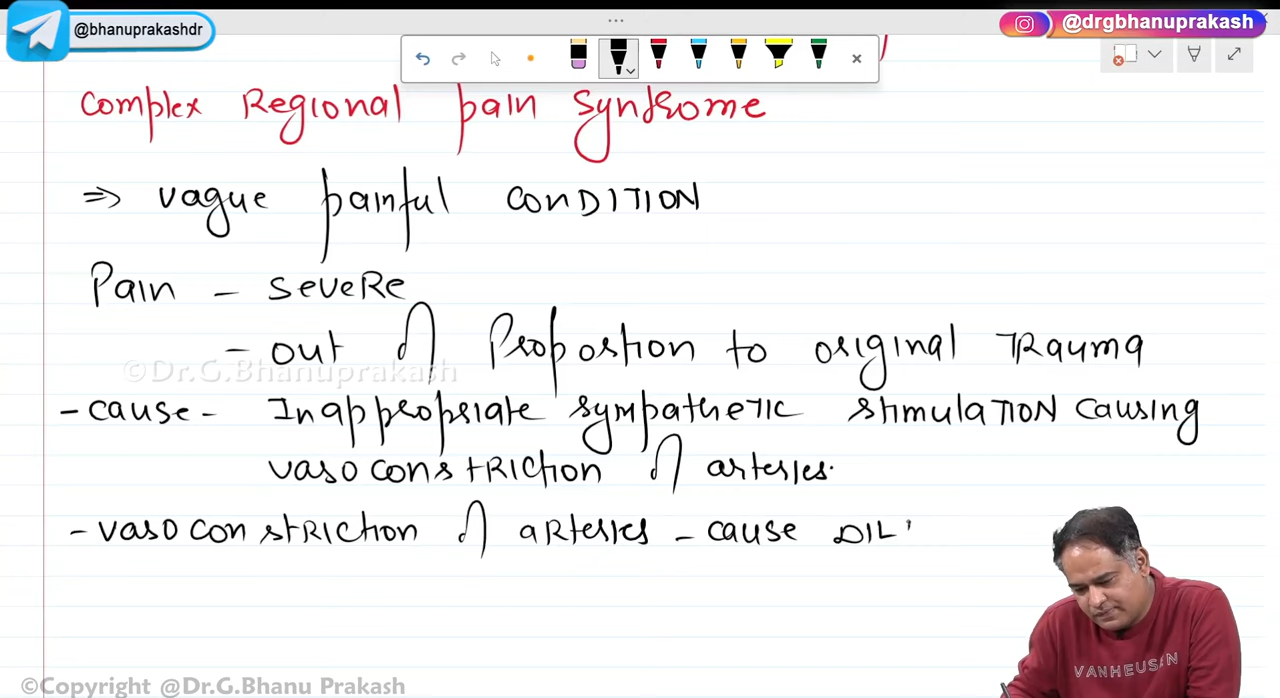 @bhanuprakashdr
@drgbhanuprakash
Complex Regional pain Syndrome
⇒ vague painful CONDITION
Pain - severe
- out of Proportion to original Trauma
©Dr.G.Bhanuprakash
- cause - Inappropriate sympathetic stimulation causing
vasoconstriction of arteries.
- vasoconstriction of arteries - cause DIL
VANHEUSEN
©Copyright @Dr.G.Bhanu Prakash